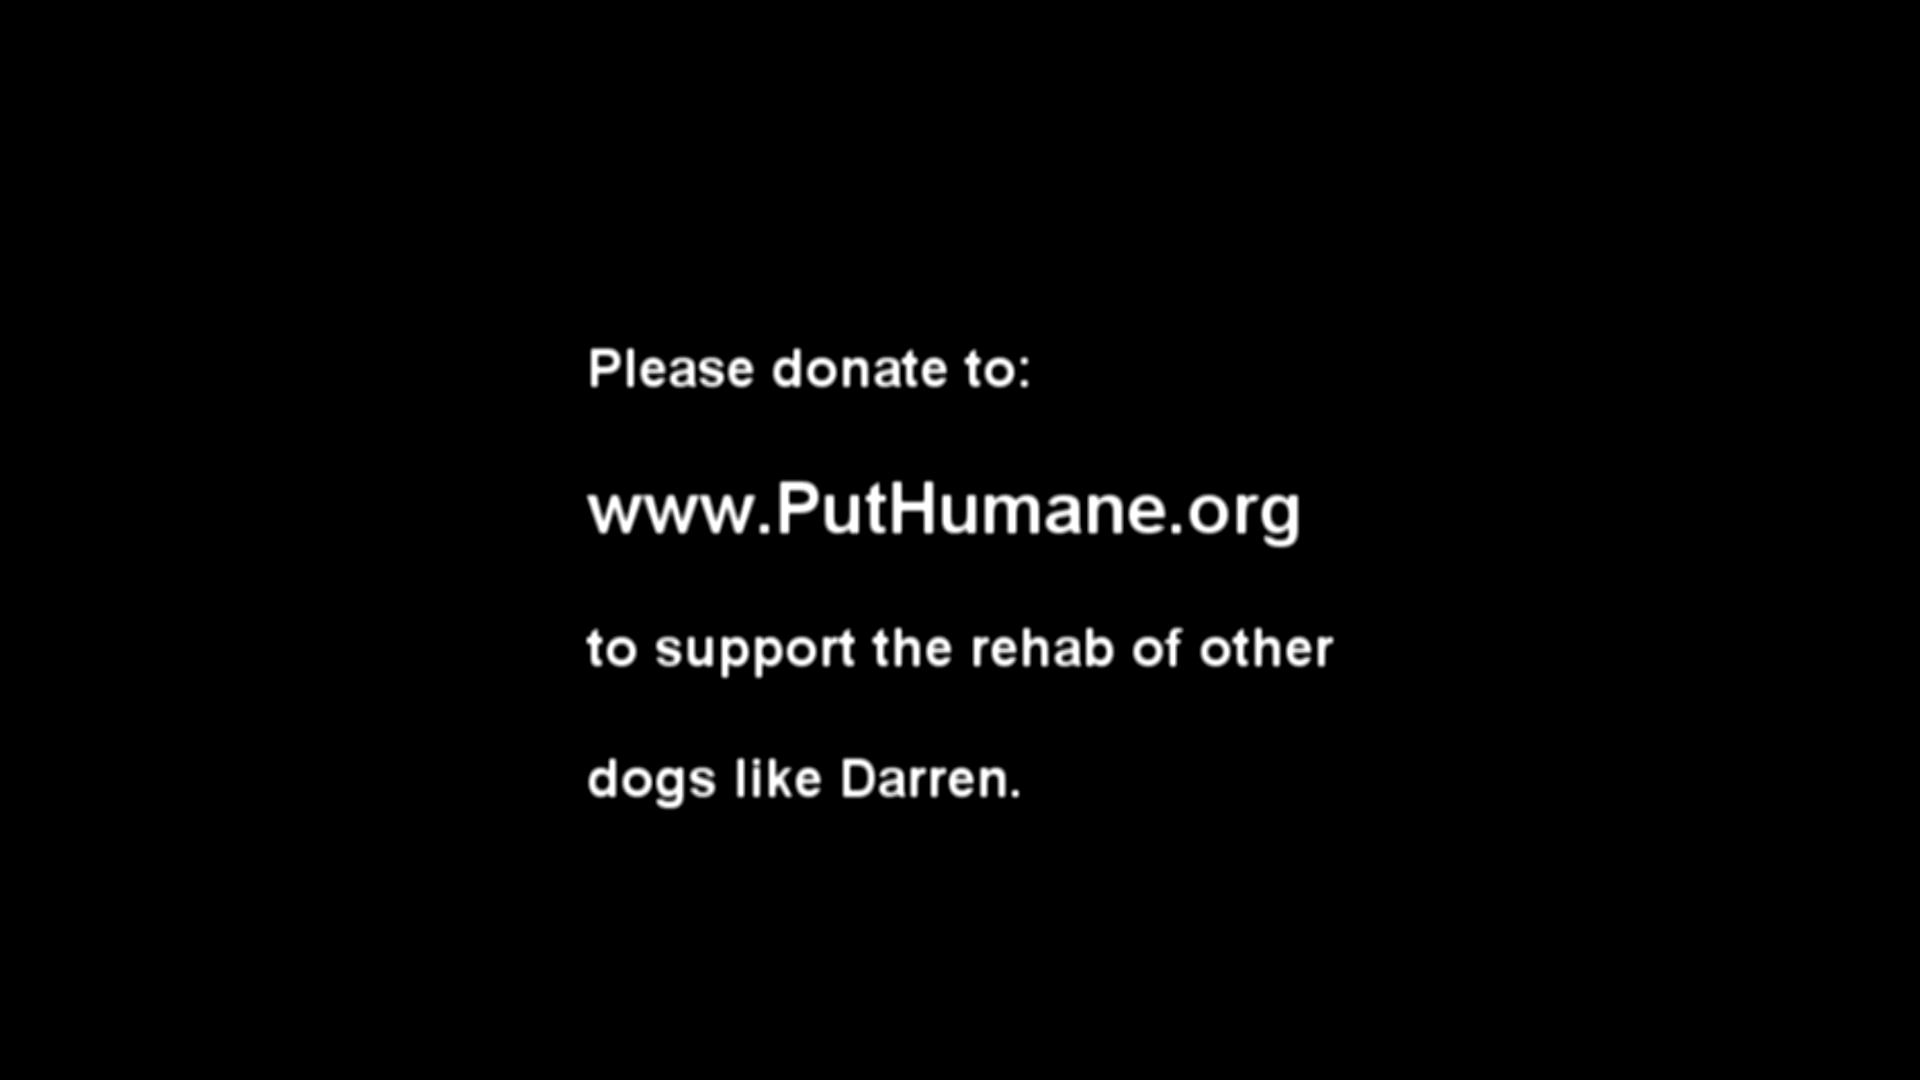 Please donate to:
www.PutHumane.org
to support the rehab of other
dogs like Darren.